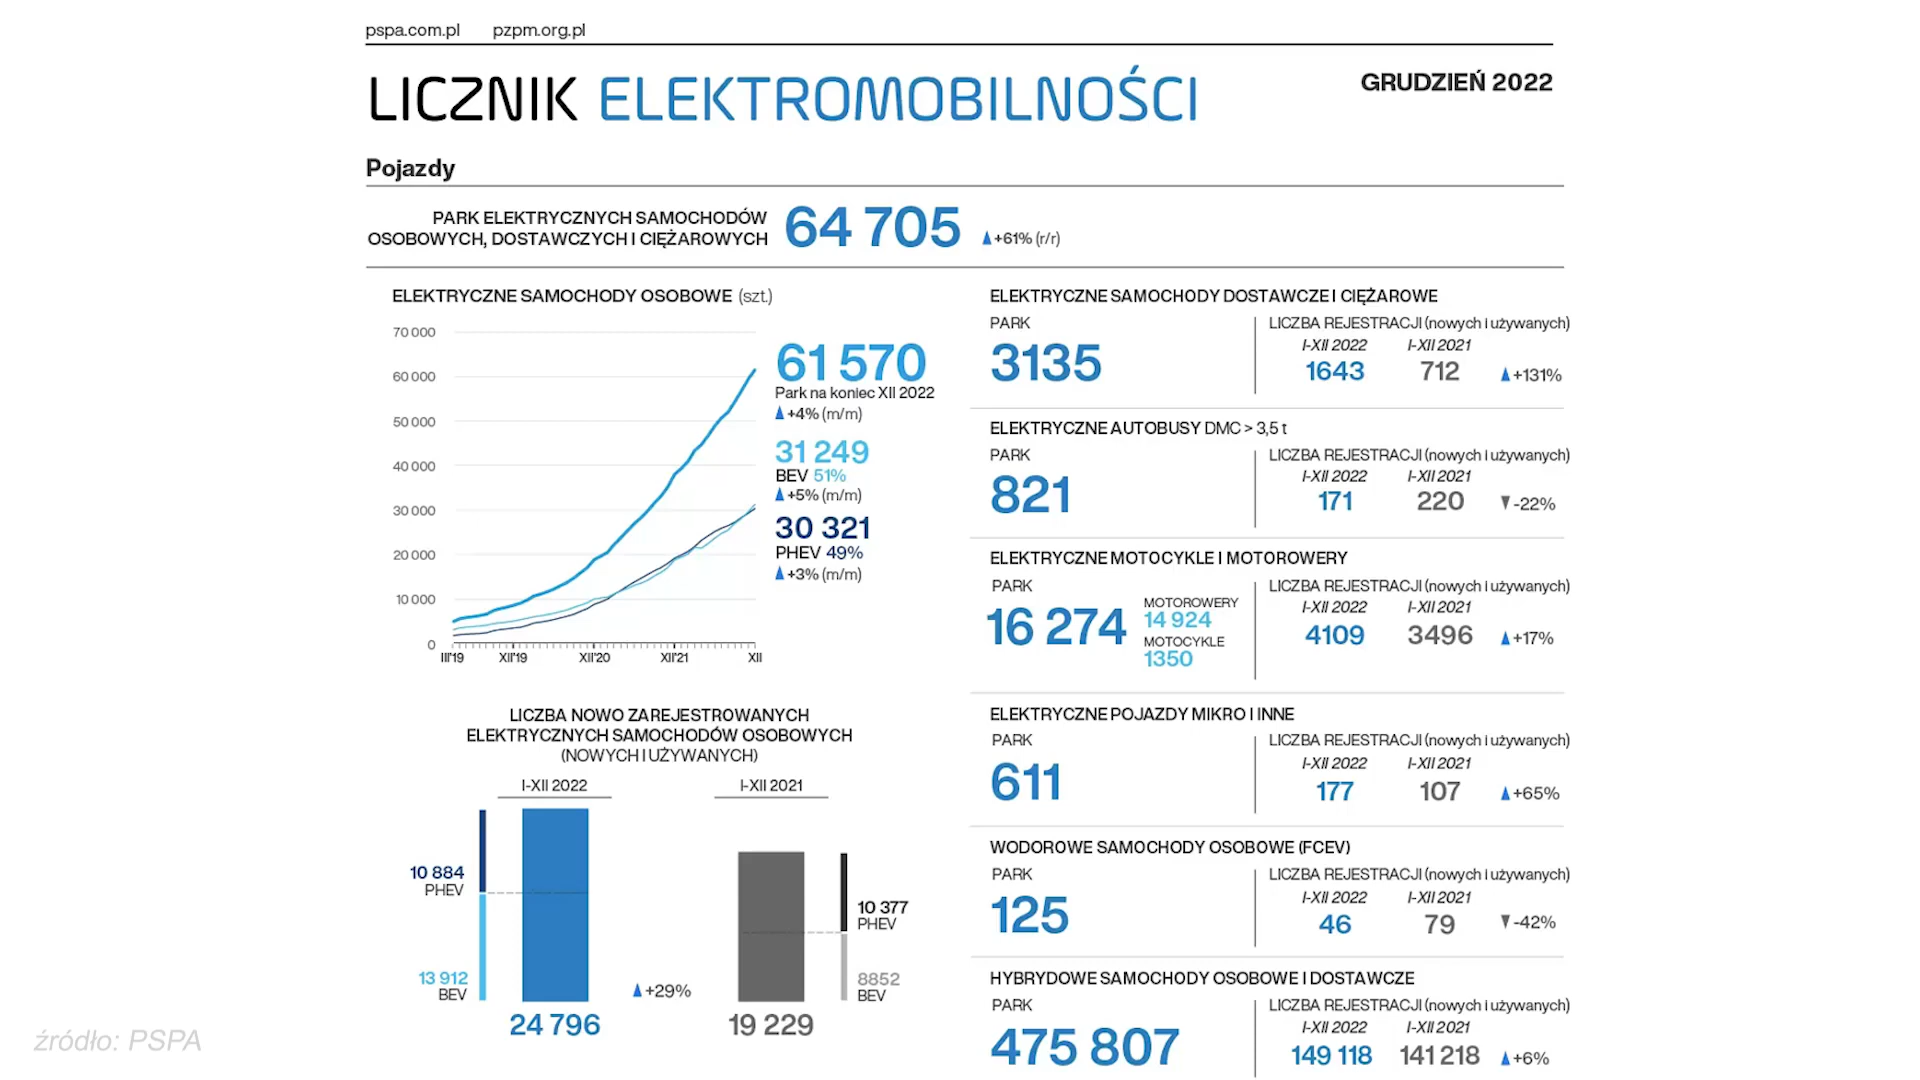 pspa.com.pl pzpm.org.pl
LICZNIK ELEKTROMOBILNOŚCI
GRUDZIEŃ 2022
Pojazdy
PARK ELEKTRYCZNYCH SAMOCHODÓW
OSOBOWYCH, DOSTAWCZYCH I CIĘŻAROWYCH
64 705
+61% (r/r)
ELEKTRYCZNE SAMOCHODY OSOBOWE (szt.)
70 000
60 000
50 000
40 000
30 000
20 000
10 000
0
III'19 XII'19 XII'20 XII'21 XII
61 570
Park na koniec XII 2022
+4% (m/m)
31 249
BEV 51%
+5% (m/m)
30 321
PHEV 49%
+3% (m/m)
LICZBA NOWO ZAREJESTROWANYCH
ELEKTRYCZNYCH SAMOCHODÓW OSOBOWYCH
(NOWYCH I UŻYWANYCH)
I-XII 2022
I-XII 2021
10 884
PHEV
13 912
BEV
24 796
+29%
10 377
PHEV
8852
BEV
19 229
ELEKTRYCZNE SAMOCHODY DOSTAWCZE I CIĘŻAROWE
PARK
3135
LICZBA REJESTRACJI (nowych i używanych)
I-XII 2022 I-XII 2021
1643 712 +131%
ELEKTRYCZNE AUTOBUSY DMC > 3,5 t
PARK
821
LICZBA REJESTRACJI (nowych i używanych)
I-XII 2022 I-XII 2021
171 220 -22%
ELEKTRYCZNE MOTOCYKLE I MOTOROWERY
PARK
16 274
MOTOROWERY
14 924
MOTOCYKLE
1350
LICZBA REJESTRACJI (nowych i używanych)
I-XII 2022 I-XII 2021
4109 3496 +17%
ELEKTRYCZNE POJAZDY MIKRO I INNE
PARK
611
LICZBA REJESTRACJI (nowych i używanych)
I-XII 2022 I-XII 2021
177 107 +65%
WODOROWE SAMOCHODY OSOBOWE (FCEV)
PARK
125
LICZBA REJESTRACJI (nowych i używanych)
I-XII 2022 I-XII 2021
46 79 -42%
HYBRYDOWE SAMOCHODY OSOBOWE I DOSTAWCZE
PARK
475 807
LICZBA REJESTRACJI (nowych i używanych)
I-XII 2022 I-XII 2021
149 118 141 218 +6%
źródło: PSPA